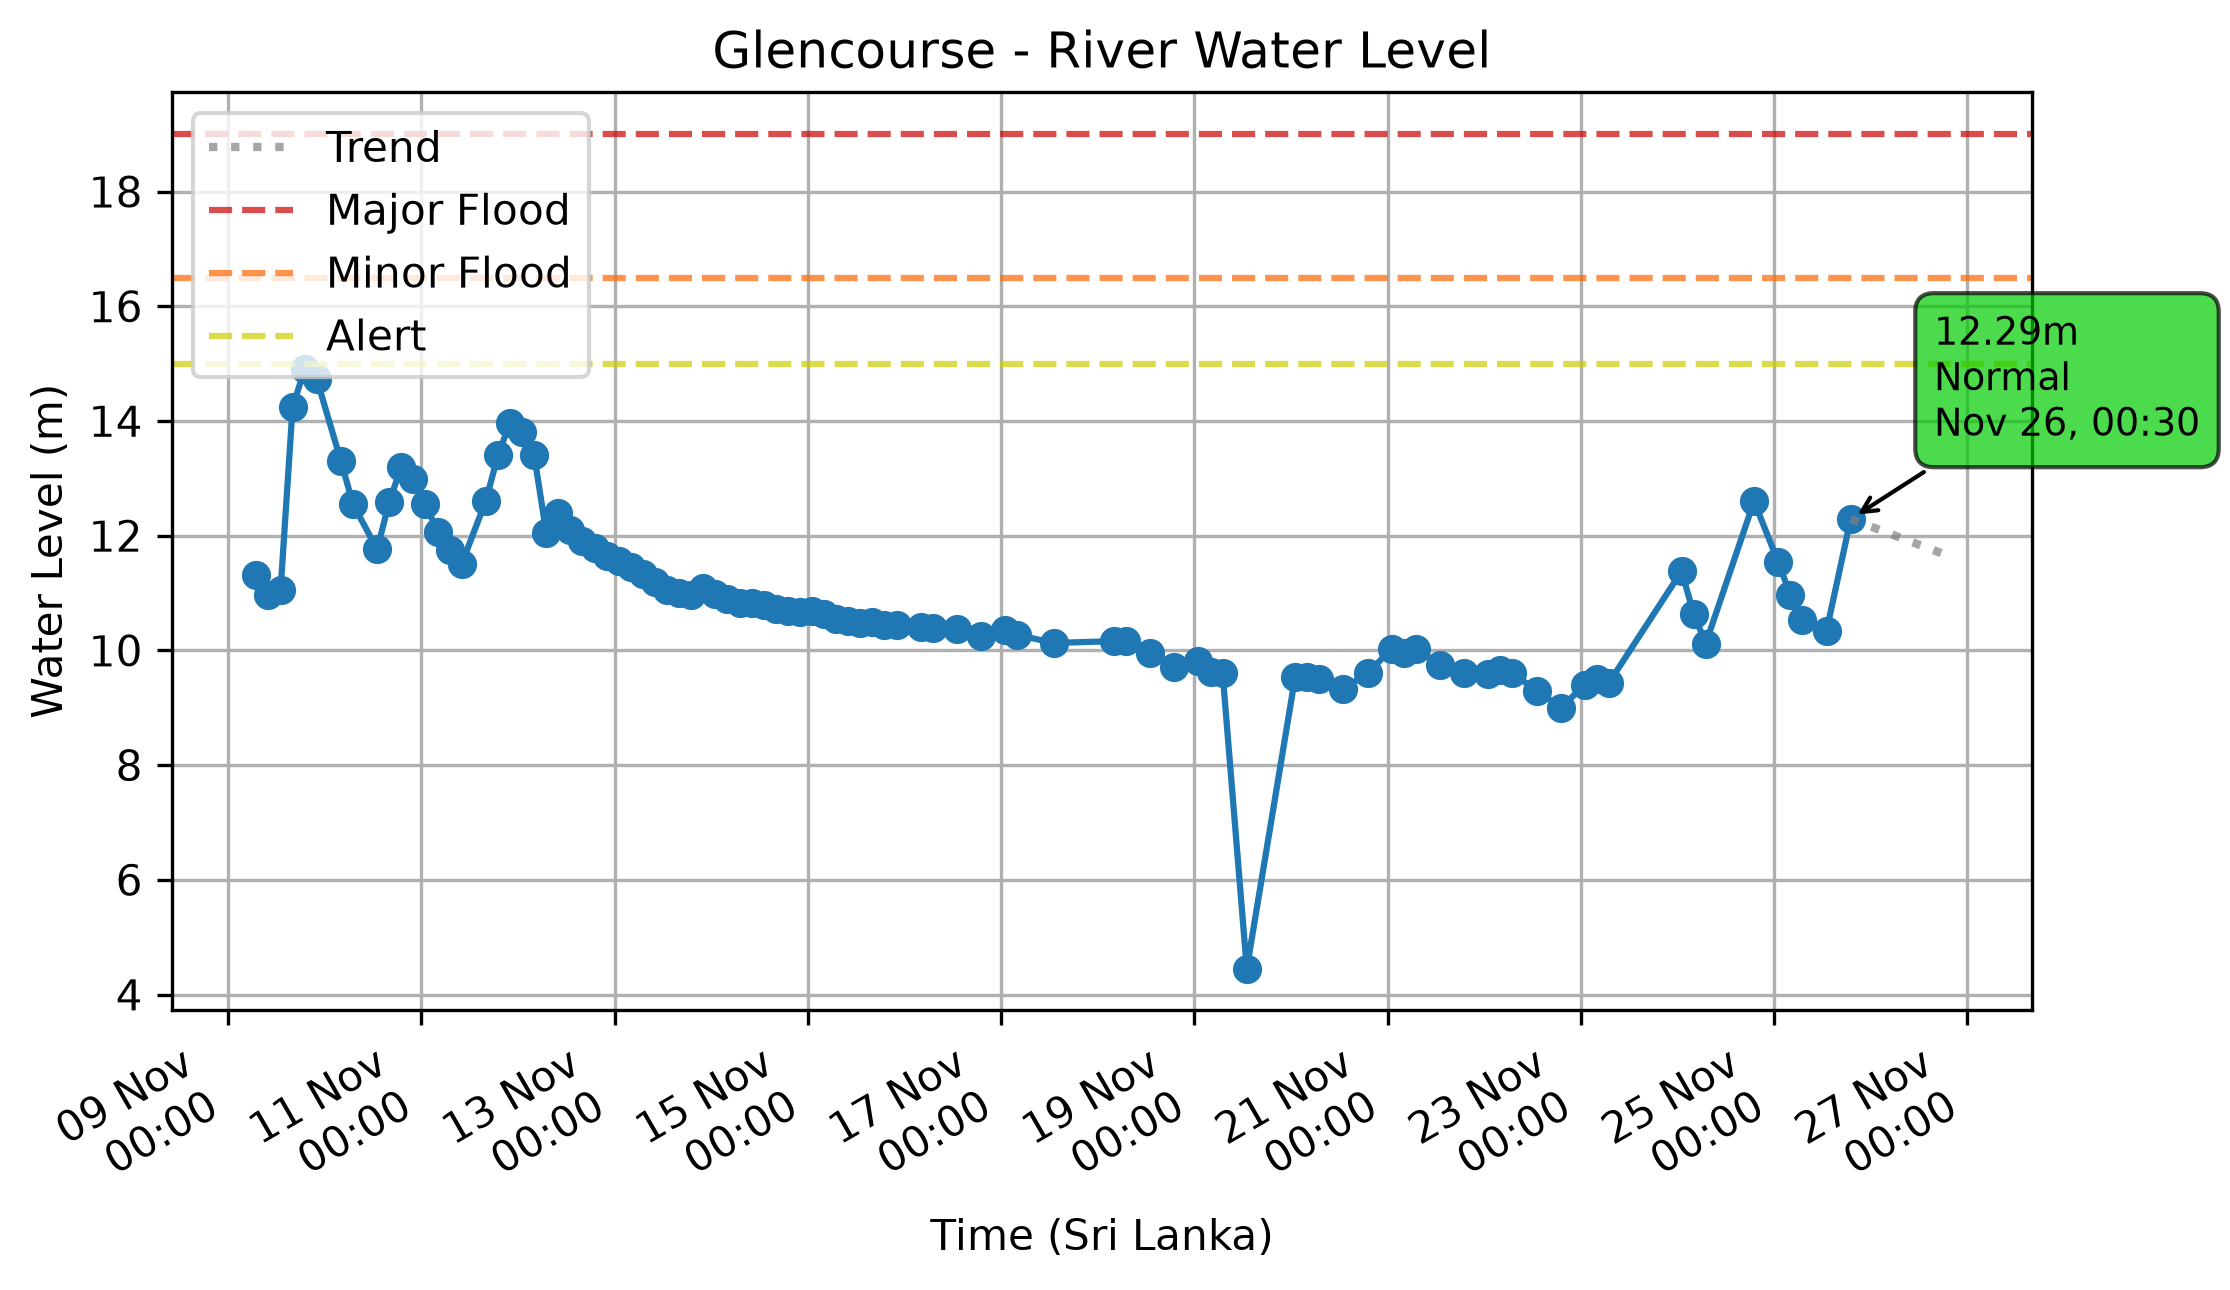 Glencourse - River Water Level
Trend
Major Flood
Minor Flood
Alert
12.29m
Normal
Nov 26, 00:30
Water Level (m)
18
16
14
12
10
8
6
4
09 Nov
00:00
11 Nov
00:00
13 Nov
00:00
15 Nov
00:00
17 Nov
00:00
19 Nov
00:00
21 Nov
00:00
23 Nov
00:00
25 Nov
00:00
27 Nov
00:00
Time (Sri Lanka)